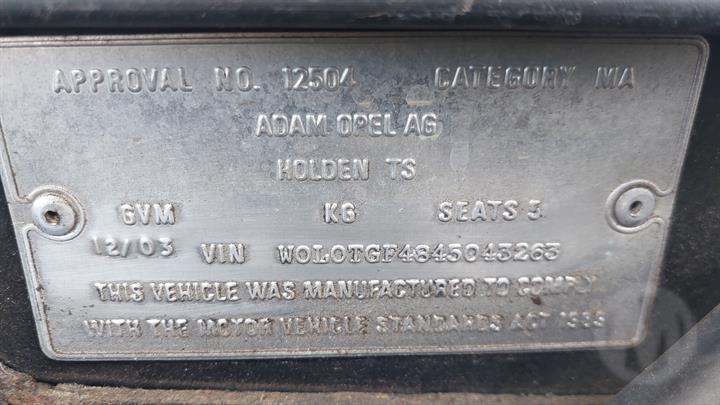 APPROVAL NO. 12504 CATEGORY MA
ADAM OPEL AG
HOLDEN TS
GVM KG SEATS 5
12/03 VIN W0L0TGF4845043263
THIS VEHICLE WAS MANUFACTURED TO COMPLY
WITH THE MOTOR VEHICLE STANDARDS ACT 1989